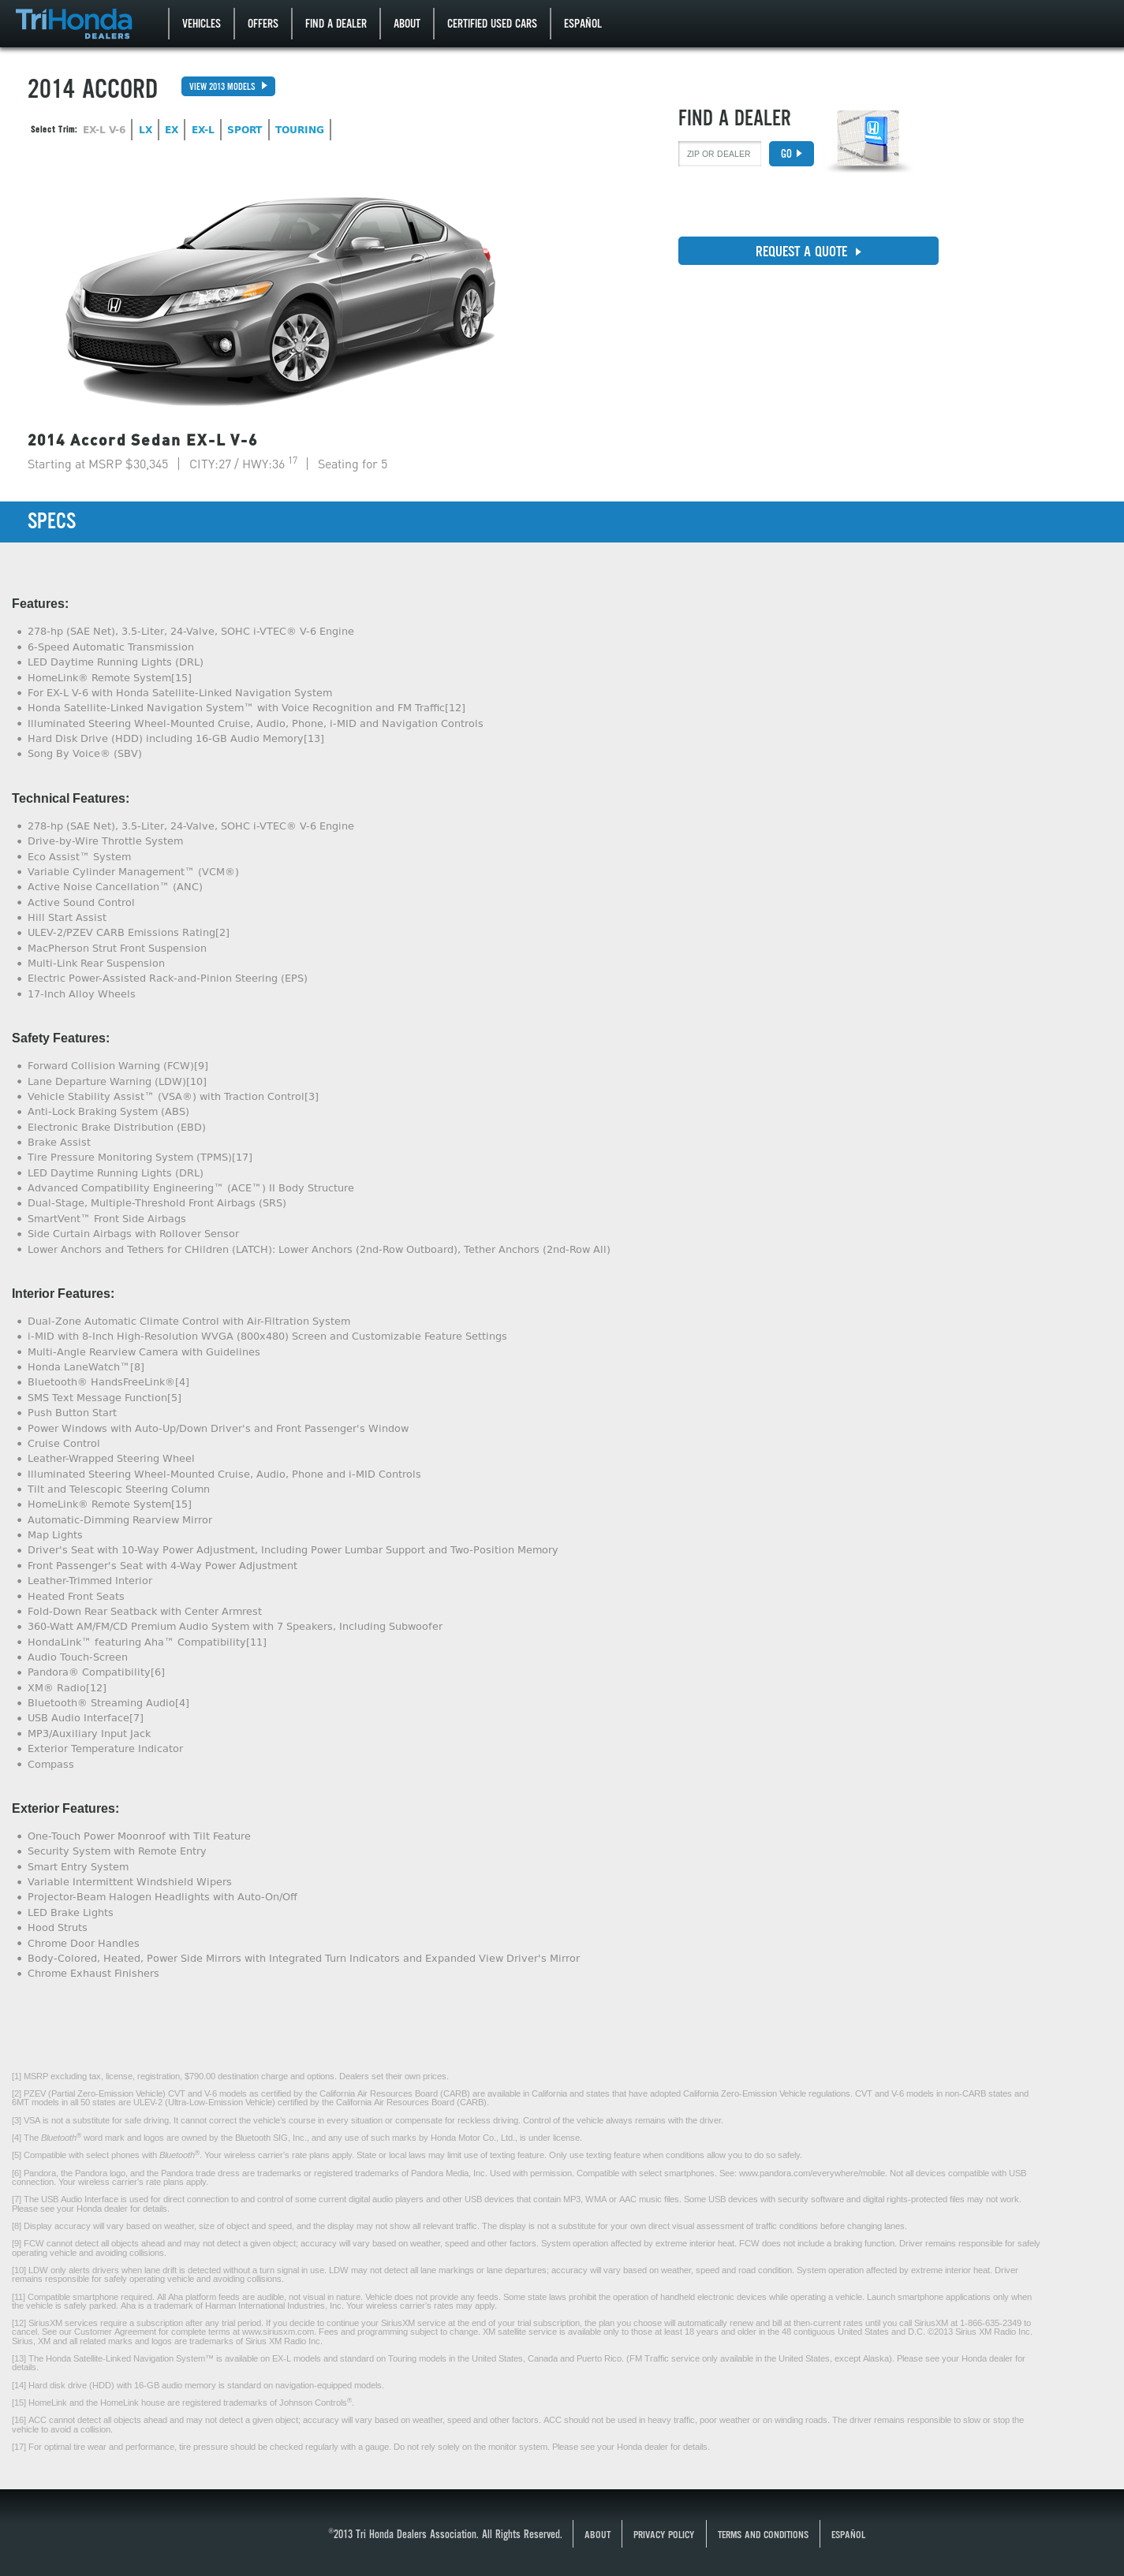 TriHonda
DEALERS
VEHICLES
OFFERS
FIND A DEALER
ABOUT
CERTIFIED USED CARS
ESPAÑOL
2014 ACCORD
VIEW 2013 MODELS
Select Trim: EX-L V-6 LX EX EX-L SPORT TOURING
FIND A DEALER
ZIP OR DEALER
GO
REQUEST A QUOTE
2014 Accord Sedan EX-L V-6
Starting at MSRP $30,345 | CITY:27 / HWY:36 17 | Seating for 5
SPECS
Features:
278-hp (SAE Net), 3.5-Liter, 24-Valve, SOHC i-VTEC® V-6 Engine
6-Speed Automatic Transmission
LED Daytime Running Lights (DRL)
HomeLink® Remote System[15]
For EX-L V-6 with Honda Satellite-Linked Navigation System
Honda Satellite-Linked Navigation System™ with Voice Recognition and FM Traffic[12]
Illuminated Steering Wheel-Mounted Cruise, Audio, Phone, i-MID and Navigation Controls
Hard Disk Drive (HDD) including 16-GB Audio Memory[13]
Song By Voice® (SBV)
Technical Features:
278-hp (SAE Net), 3.5-Liter, 24-Valve, SOHC i-VTEC® V-6 Engine
Drive-by-Wire Throttle System
Eco Assist™ System
Variable Cylinder Management™ (VCM®)
Active Noise Cancellation™ (ANC)
Active Sound Control
Hill Start Assist
ULEV-2/PZEV CARB Emissions Rating[2]
MacPherson Strut Front Suspension
Multi-Link Rear Suspension
Electric Power-Assisted Rack-and-Pinion Steering (EPS)
17-Inch Alloy Wheels
Safety Features:
Forward Collision Warning (FCW)[9]
Lane Departure Warning (LDW)[10]
Vehicle Stability Assist™ (VSA®) with Traction Control[3]
Anti-Lock Braking System (ABS)
Electronic Brake Distribution (EBD)
Brake Assist
Tire Pressure Monitoring System (TPMS)[17]
LED Daytime Running Lights (DRL)
Advanced Compatibility Engineering™ (ACE™) II Body Structure
Dual-Stage, Multiple-Threshold Front Airbags (SRS)
SmartVent™ Front Side Airbags
Side Curtain Airbags with Rollover Sensor
Lower Anchors and Tethers for CHildren (LATCH): Lower Anchors (2nd-Row Outboard), Tether Anchors (2nd-Row All)
Interior Features:
Dual-Zone Automatic Climate Control with Air-Filtration System
i-MID with 8-Inch High-Resolution WVGA (800x480) Screen and Customizable Feature Settings
Multi-Angle Rearview Camera with Guidelines
Honda LaneWatch™[8]
Bluetooth® HandsFreeLink®[4]
SMS Text Message Function[5]
Push Button Start
Power Windows with Auto-Up/Down Driver's and Front Passenger's Window
Cruise Control
Leather-Wrapped Steering Wheel
Illuminated Steering Wheel-Mounted Cruise, Audio, Phone and i-MID Controls
Tilt and Telescopic Steering Column
HomeLink® Remote System[15]
Automatic-Dimming Rearview Mirror
Map Lights
Driver's Seat with 10-Way Power Adjustment, Including Power Lumbar Support and Two-Position Memory
Front Passenger's Seat with 4-Way Power Adjustment
Leather-Trimmed Interior
Heated Front Seats
Fold-Down Rear Seatback with Center Armrest
360-Watt AM/FM/CD Premium Audio System with 7 Speakers, Including Subwoofer
HondaLink™ featuring Aha™ Compatibility[11]
Audio Touch-Screen
Pandora® Compatibility[6]
XM® Radio[12]
Bluetooth® Streaming Audio[4]
USB Audio Interface[7]
MP3/Auxiliary Input Jack
Exterior Temperature Indicator
Compass
Exterior Features:
One-Touch Power Moonroof with Tilt Feature
Security System with Remote Entry
Smart Entry System
Variable Intermittent Windshield Wipers
Projector-Beam Halogen Headlights with Auto-On/Off
LED Brake Lights
Hood Struts
Chrome Door Handles
Body-Colored, Heated, Power Side Mirrors with Integrated Turn Indicators and Expanded View Driver's Mirror
Chrome Exhaust Finishers
[1] MSRP excluding tax, license, registration, $790.00 destination charge and options. Dealers set their own prices.
[2] PZEV (Partial Zero-Emission Vehicle) CVT and V-6 models as certified by the California Air Resources Board (CARB) are available in California and states that have adopted California Zero-Emission Vehicle regulations. CVT and V-6 models in non-CARB states and
6MT models in all 50 states are ULEV-2 (Ultra-Low-Emission Vehicle) certified by the California Air Resources Board (CARB).
[3] VSA is not a substitute for safe driving. It cannot correct the vehicle's course in every situation or compensate for reckless driving. Control of the vehicle always remains with the driver.
[4] The Bluetooth® word mark and logos are owned by the Bluetooth SIG, Inc., and any use of such marks by Honda Motor Co., Ltd., is under license.
[5] Compatible with select phones with Bluetooth®. Your wireless carrier's rate plans apply. State or local laws may limit use of texting feature. Only use texting feature when conditions allow you to do so safely.
[6] Pandora, the Pandora logo, and the Pandora trade dress are trademarks or registered trademarks of Pandora Media, Inc. Used with permission. Compatible with select smartphones. See: www.pandora.com/everywhere/mobile. Not all devices compatible with USB
connection. Your wireless carrier's rate plans apply.
[7] The USB Audio Interface is used for direct connection to and control of some current digital audio players and other USB devices that contain MP3, WMA or AAC music files. Some USB devices with security software and digital rights-protected files may not work.
Please see your Honda dealer for details.
[8] Display accuracy will vary based on weather, size of object and speed, and the display may not show all relevant traffic. The display is not a substitute for your own direct visual assessment of traffic conditions before changing lanes.
[9] FCW cannot detect all objects ahead and may not detect a given object; accuracy will vary based on weather, speed and other factors. System operation affected by extreme interior heat. FCW does not include a braking function. Driver remains responsible for safely
operating vehicle and avoiding collisions.
[10] LDW only alerts drivers when lane drift is detected without a turn signal in use. LDW may not detect all lane markings or lane departures; accuracy will vary based on weather, speed and road condition. System operation affected by extreme interior heat. Driver
remains responsible for safely operating vehicle and avoiding collisions.
[11] Compatible smartphone required. All Aha platform feeds are audible, not visual in nature. Vehicle does not provide any feeds. Some state laws prohibit the operation of handheld electronic devices while operating a vehicle. Launch smartphone applications only when
the vehicle is safely parked. Aha is a trademark of Harman International Industries, Inc. Your wireless carrier's rates may apply.
[12] SiriusXM services require a subscription after any trial period. If you decide to continue your SiriusXM service at the end of your trial subscription, the plan you choose will automatically renew and bill at then-current rates until you call SiriusXM at 1-866-635-2349 to
cancel. See our Customer Agreement for complete terms at www.siriusxm.com. Fees and programming subject to change. XM satellite service is available only to those at least 18 years and older in the 48 contiguous United States and D.C. ©2013 Sirius XM Radio Inc.
Sirius, XM and all related marks and logos are trademarks of Sirius XM Radio Inc.
[13] The Honda Satellite-Linked Navigation System™ is available on EX-L models and standard on Touring models in the United States, Canada and Puerto Rico. (FM Traffic service only available in the United States, except Alaska). Please see your Honda dealer for
details.
[14] Hard disk drive (HDD) with 16-GB audio memory is standard on navigation-equipped models.
[15] HomeLink and the HomeLink house are registered trademarks of Johnson Controls®.
[16] ACC cannot detect all objects ahead and may not detect a given object; accuracy will vary based on weather, speed and other factors. ACC should not be used in heavy traffic, poor weather or on winding roads. The driver remains responsible to slow or stop the
vehicle to avoid a collision.
[17] For optimal tire wear and performance, tire pressure should be checked regularly with a gauge. Do not rely solely on the monitor system. Please see your Honda dealer for details.
©2013 Tri Honda Dealers Association. All Rights Reserved.
ABOUT
PRIVACY POLICY
TERMS AND CONDITIONS
ESPAÑOL